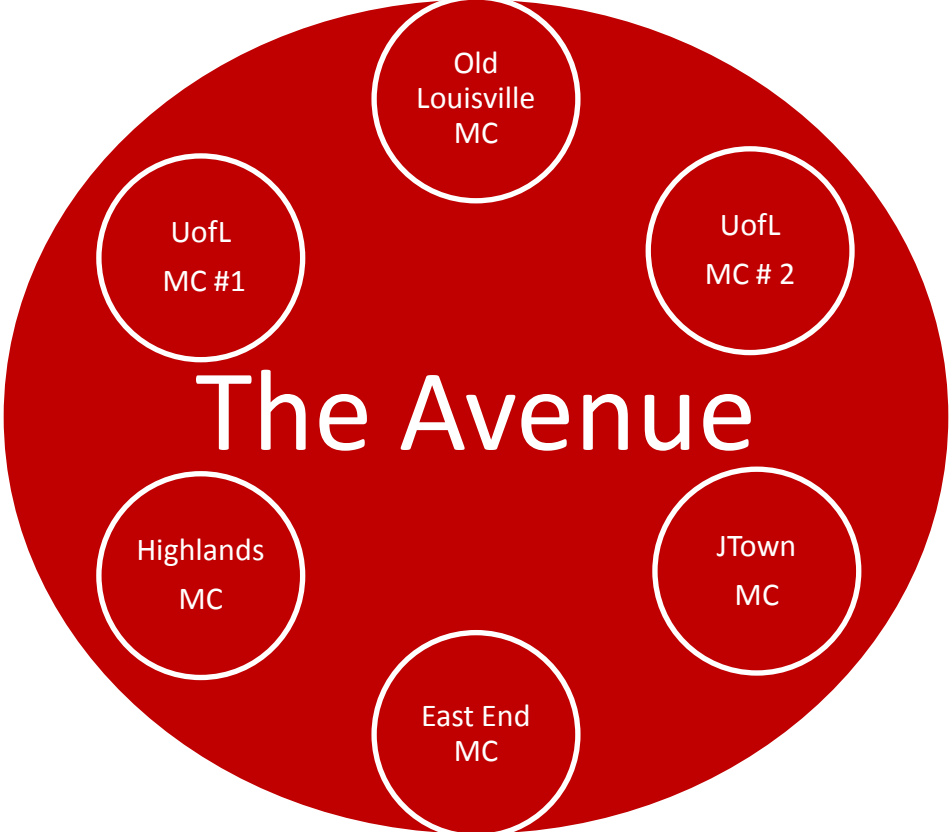 Old
Louisville
MC
UofL
MC #1
UofL
MC # 2
The Avenue
Highlands
MC
JTown
MC
East End
MC